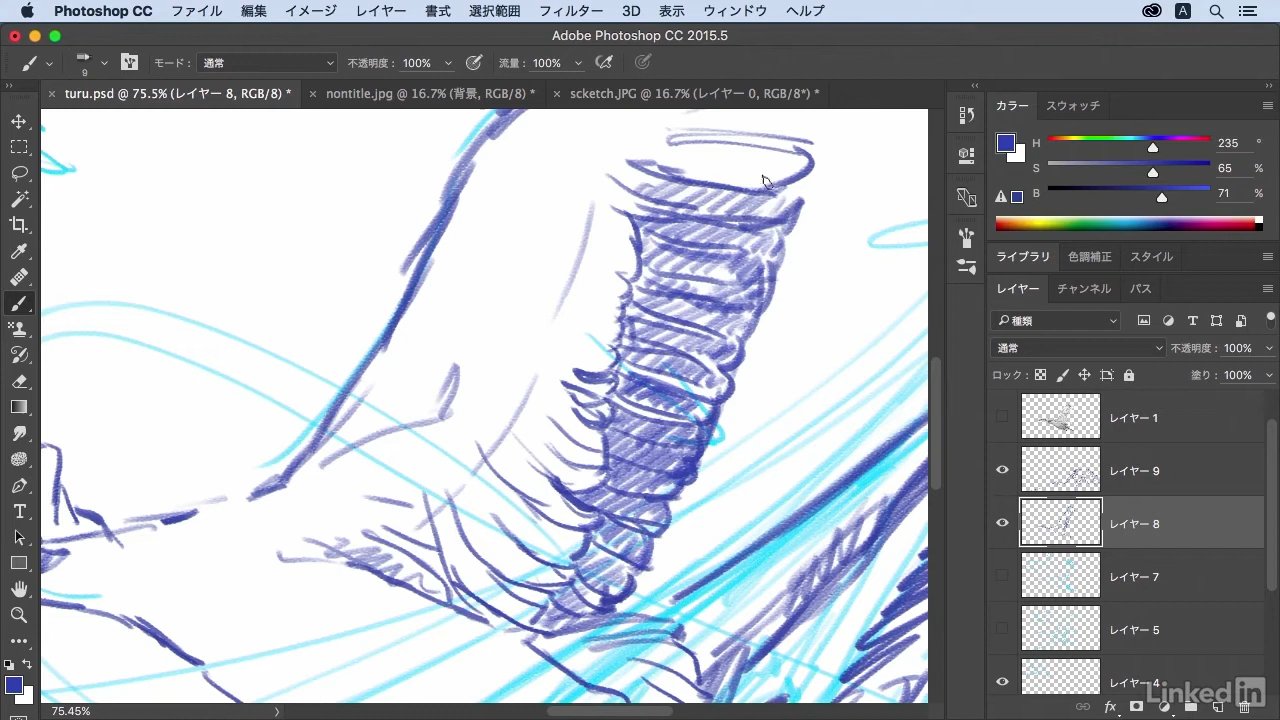 Photoshop CC ファイル 編集 イメージ レイヤー 書式 選択範囲 フィルター 3D 表示 ウィンドウ ヘルプ
Adobe Photoshop CC 2015.5
9 モード： 通常 不透明度： 100% 流量： 100%
turu.psd @ 75.5% (レイヤー 8, RGB/8) * nontitle.jpg @ 16.7% (背景, RGB/8) * scketch.JPG @ 16.7% (レイヤー 0, RGB/8*) *
カラー スウォッチ
H 235 °
S 65 %
B 71 %
ライブラリ 色調補正 スタイル
レイヤー チャンネル パス
種類
通常 不透明度： 100%
ロック： 塗り： 100%
レイヤー 1
レイヤー 9
レイヤー 8
レイヤー 7
レイヤー 5
レイヤー 4
75.45%
Linked in